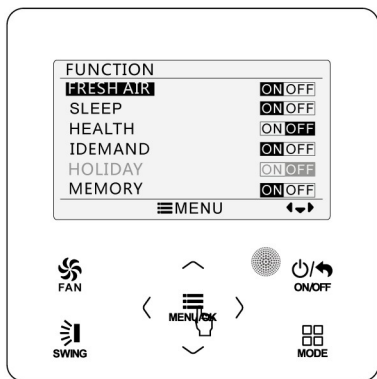 FUNCTION
FRESH AIR ON OFF
SLEEP ON OFF
HEALTH ON OFF
IDEMAND ON OFF
HOLIDAY ON OFF
MEMORY ON OFF
MENU
FAN
MENU/OK
ON/OFF
SWING
MODE